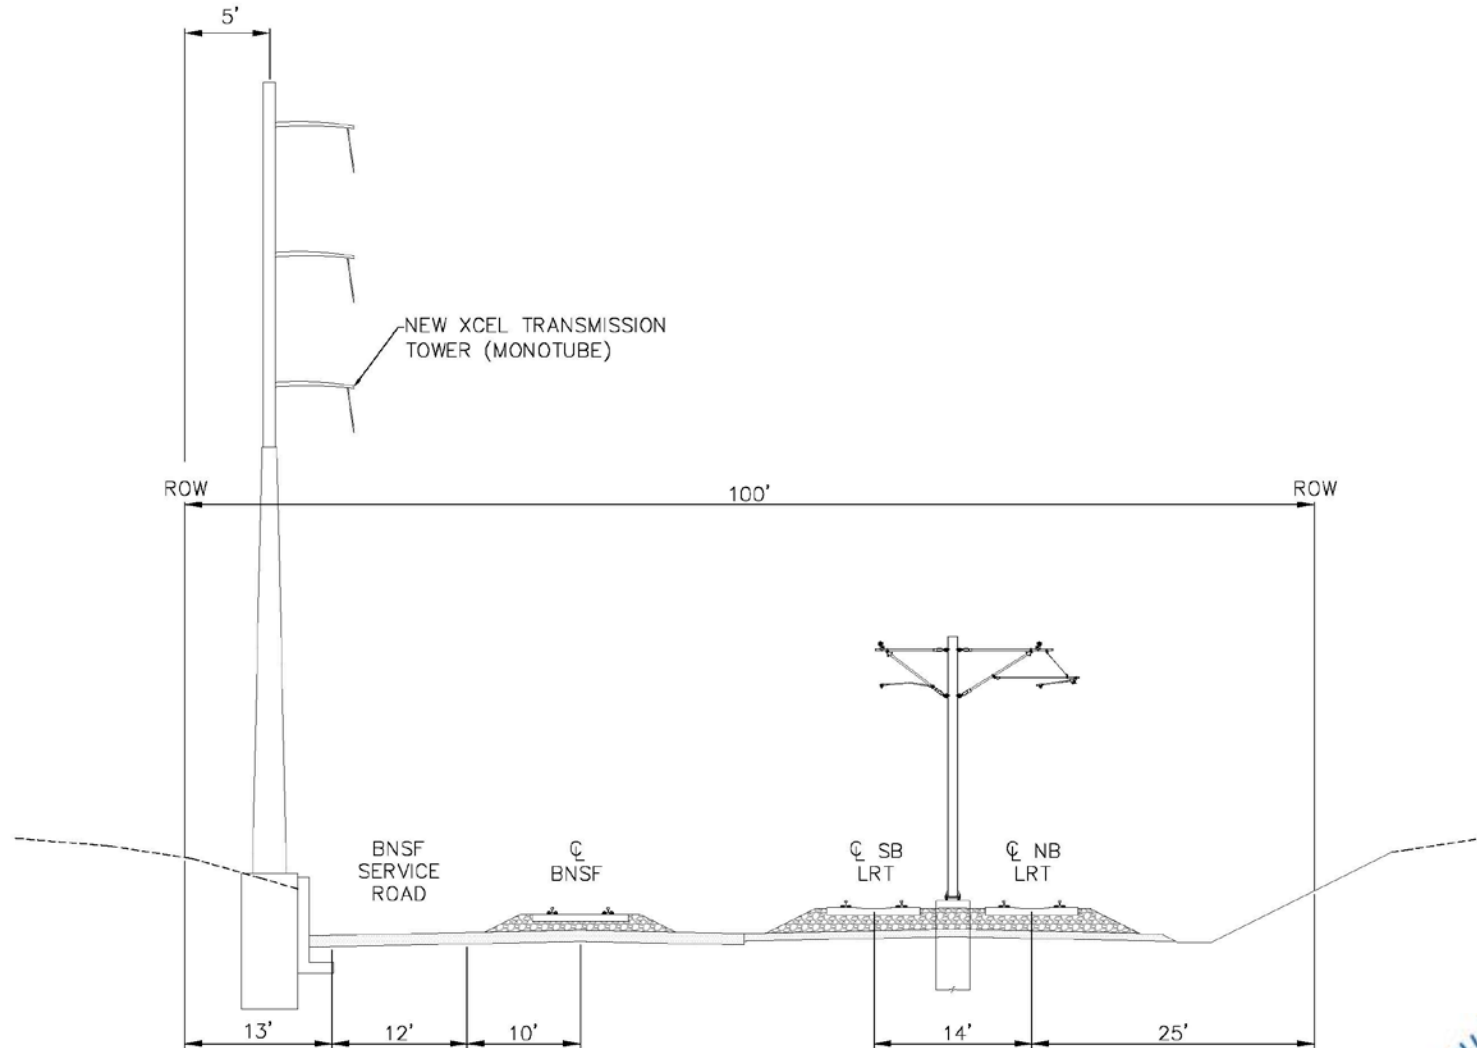 5'
NEW XCEL TRANSMISSION
TOWER (MONOTUBE)
ROW
100'
ROW
BNSF
SERVICE
ROAD
℄
BNSF
℄ SB
LRT
℄ NB
LRT
13'
12'
10'
14'
25'